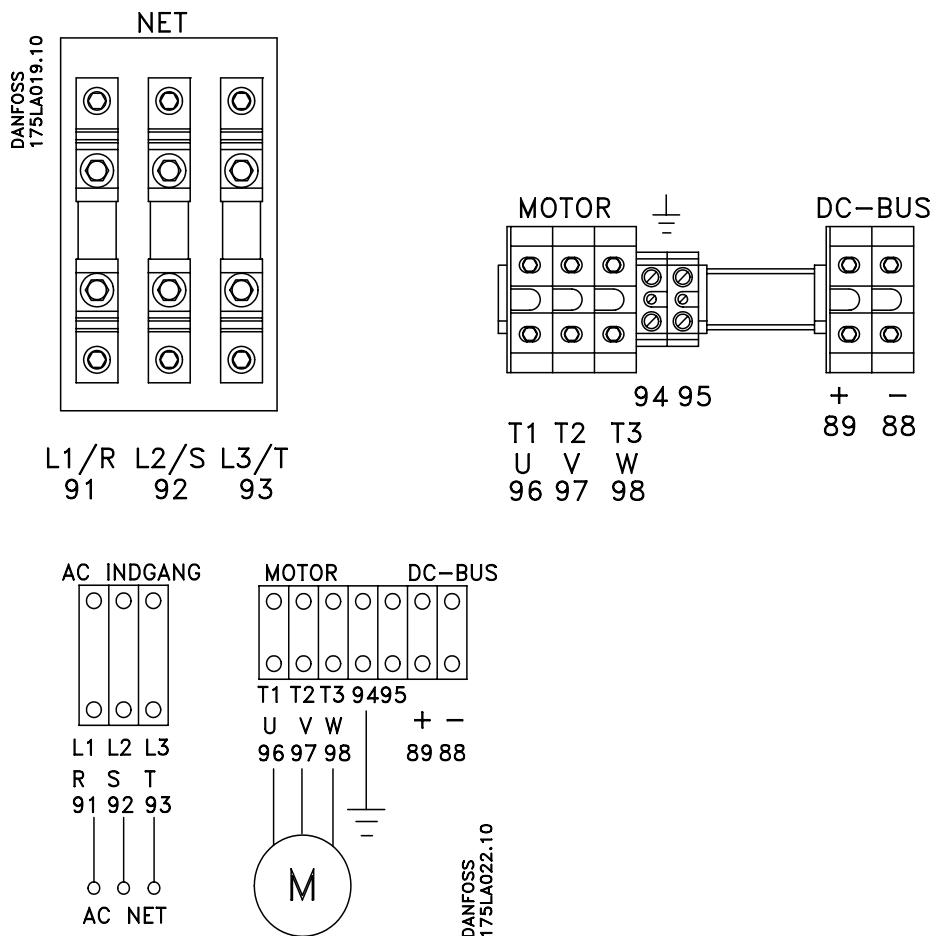 NET
DANFOSS
175LA019.10
L1/R L2/S L3/T
91 92 93
MOTOR DC-BUS
94 95
+ -
89 88
T1 T2 T3
U V W
96 97 98
AC INDGANG
L1 L2 L3
R S T
91 92 93
AC NET
MOTOR DC-BUS
T1 T2 T3 94 95
U V W + -
96 97 98 89 88
M
DANFOSS
175LA022.10